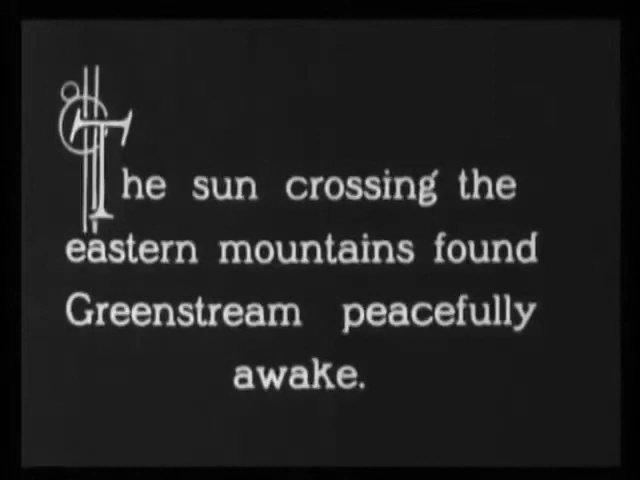 The sun crossing the
eastern mountains found
Greenstream peacefully
awake.